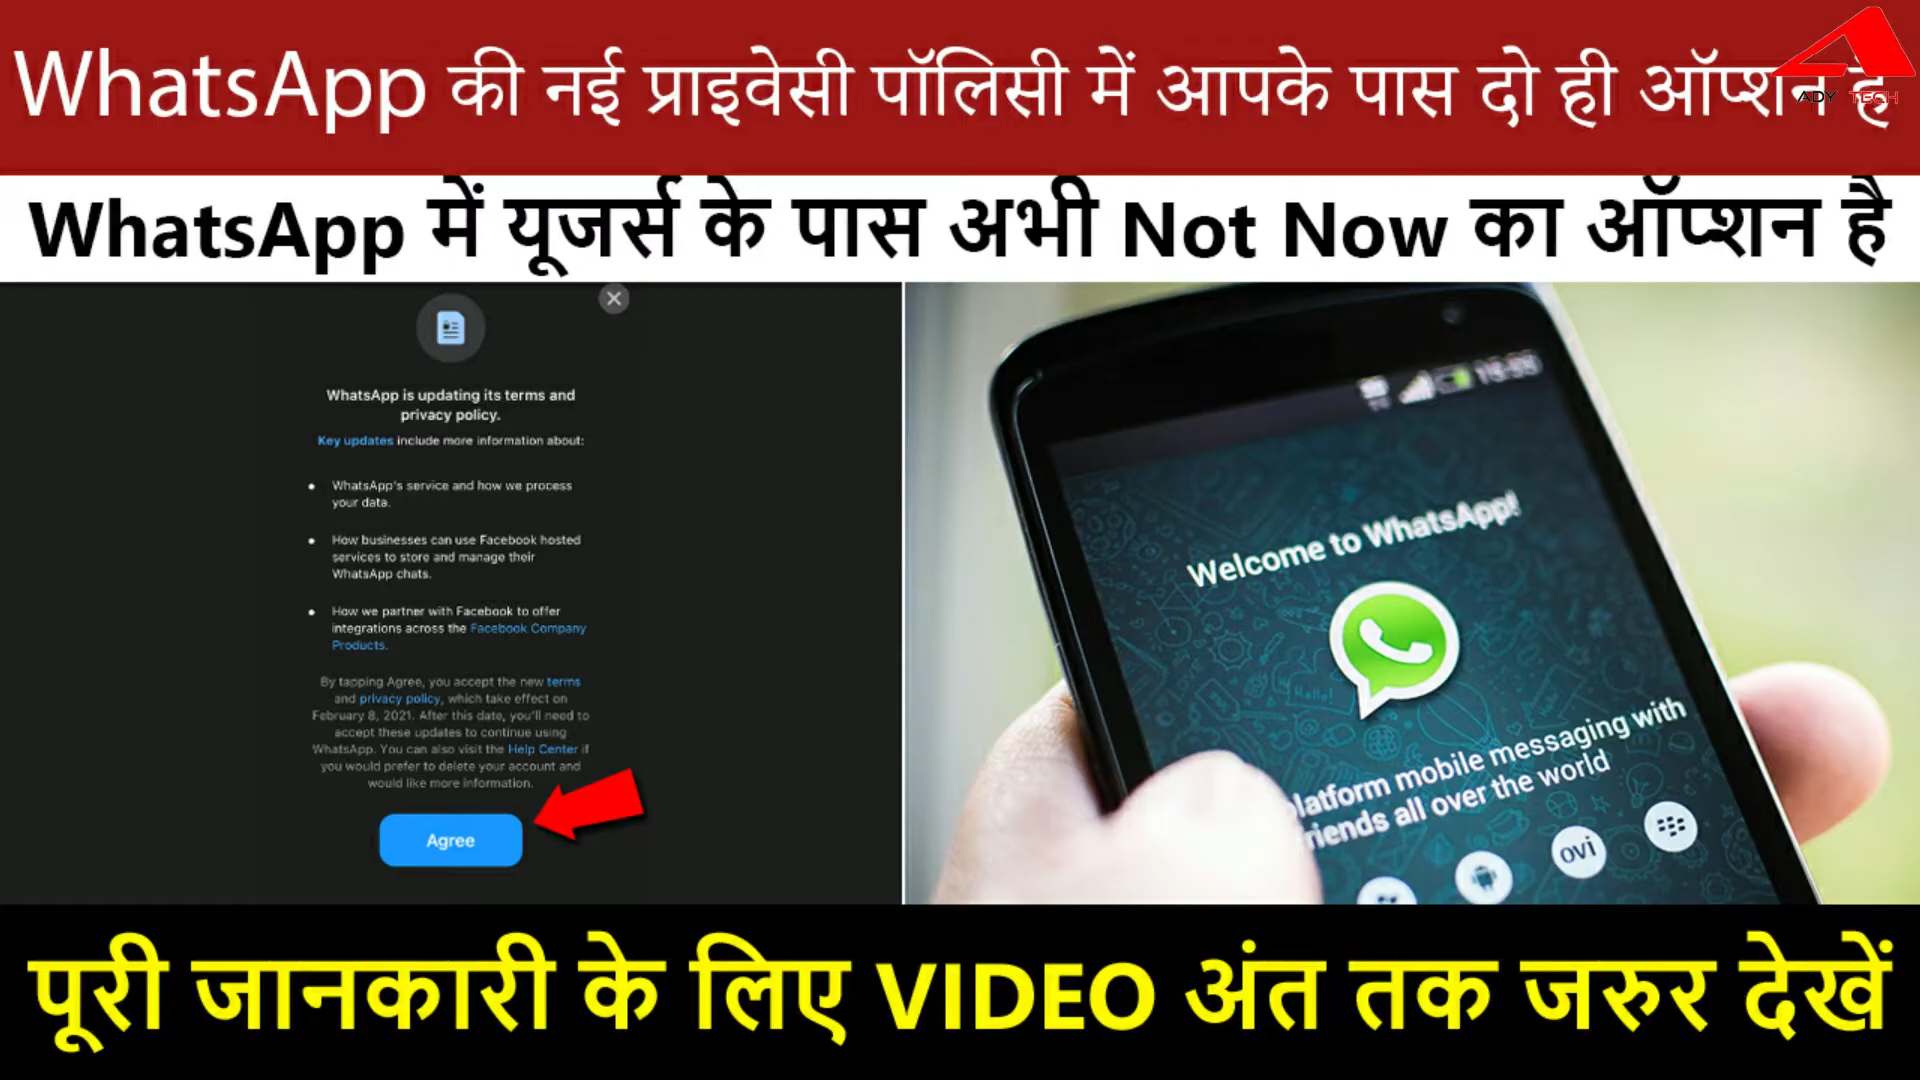 WhatsApp की नई प्राइवेसी पॉलिसी में आपके पास दो ही ऑप्शन है
ADY TECH
WhatsApp में यूजर्स के पास अभी Not Now का ऑप्शन है
WhatsApp is updating its terms and
privacy policy.
Key updates include more information about:
• WhatsApp's service and how we process
your data.
• How businesses can use Facebook hosted
services to store and manage their
WhatsApp chats.
• How we partner with Facebook to offer
integrations across the Facebook Company
Products.
By tapping Agree, you accept the new terms
and privacy policy, which take effect on
February 8, 2021. After this date, you'll need to
accept these updates to continue using
WhatsApp. You can also visit the Help Center if
you would prefer to delete your account and
would like more information.
Agree
Welcome to WhatsApp!
Hello!
latform mobile messaging with
riends all over the world
ovi
पूरी जानकारी के लिए VIDEO अंत तक जरुर देखें